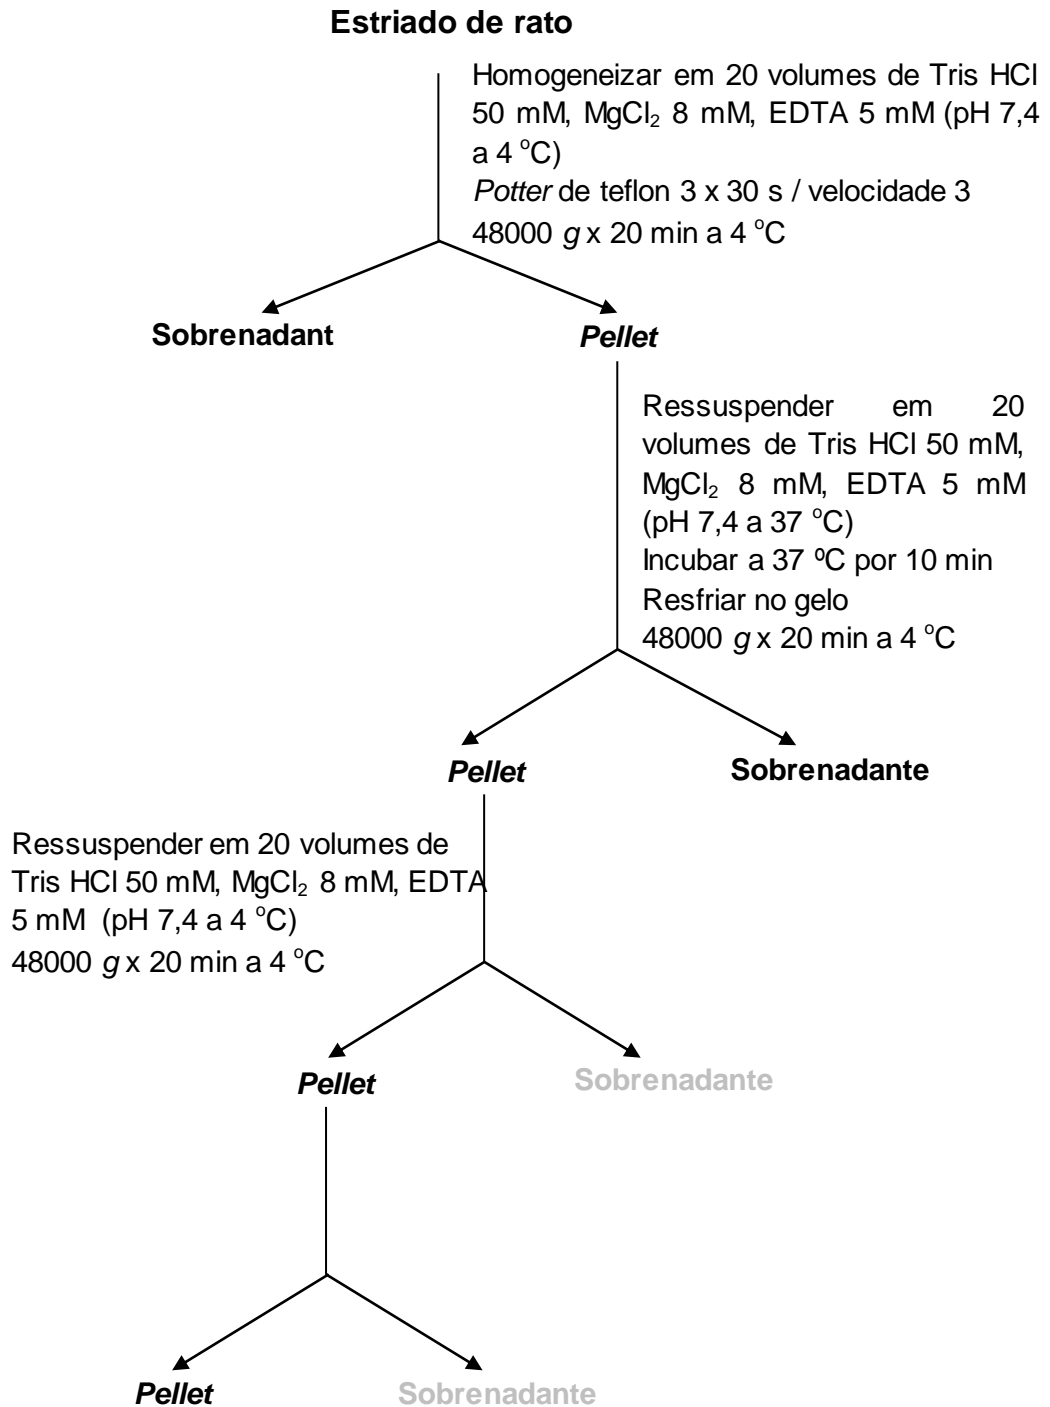 Estriado de rato
Homogeneizar em 20 volumes de Tris HCl
50 mM, MgCl₂ 8 mM, EDTA 5 mM (pH 7,4
a 4 °C)
Potter de teflon 3 x 30 s / velocidade 3
48000 g x 20 min a 4 °C
Sobrenadant
Pellet
Ressuspender em 20
volumes de Tris HCl 50 mM,
MgCl₂ 8 mM, EDTA 5 mM
(pH 7,4 a 37 °C)
Incubar a 37 ºC por 10 min
Resfriar no gelo
48000 g x 20 min a 4 °C
Pellet
Sobrenadante
Ressuspender em 20 volumes de
Tris HCl 50 mM, MgCl₂ 8 mM, EDTA
5 mM (pH 7,4 a 4 °C)
48000 g x 20 min a 4 °C
Pellet
Sobrenadante
Pellet
Sobrenadante